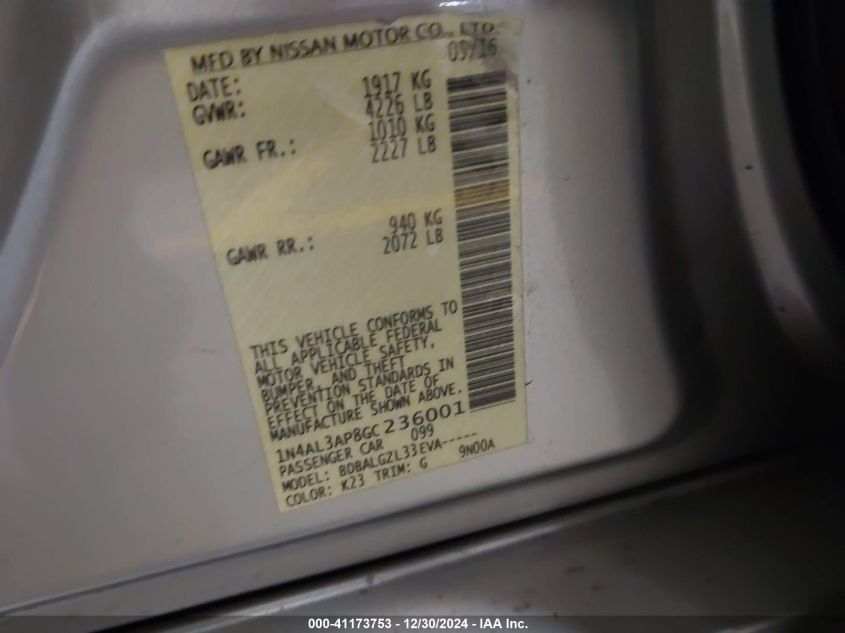 MFD BY NISSAN MOTOR CO., LTD.
DATE: 05/16
GVWR: 1917 KG
4226 LB
GAWR FR.: 1010 KG
2227 LB
GAWR RR.: 940 KG
2072 LB
THIS VEHICLE CONFORMS TO
ALL APPLICABLE FEDERAL
MOTOR VEHICLE SAFETY,
BUMPER, AND THEFT
PREVENTION STANDARDS IN
EFFECT ON THE DATE OF
MANUFACTURE SHOWN ABOVE.
1N4AL3AP8GC236001
PASSENGER CAR 099
MODEL: BDBALGZL33EVA-----
COLOR: K23 TRIM: G 9N00A
000-41173753 – 12/30/2024 - IAA Inc.